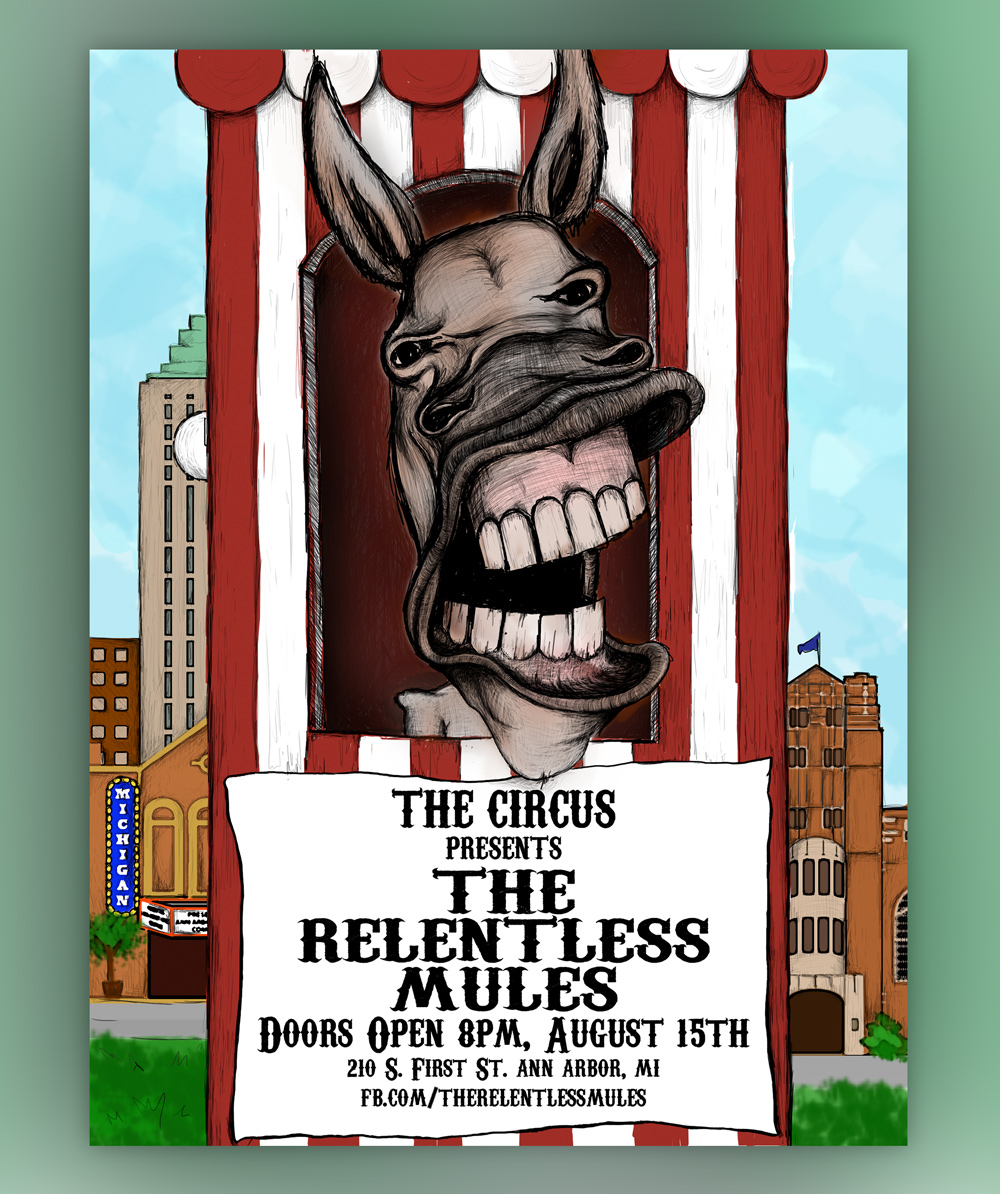 THE CIRCUS
PRESENTS
THE
RELENTLESS
MULES
DOORS OPEN 8PM, AUGUST 15TH
210 S. FIRST ST. ANN ARBOR, MI
FB.COM/THERELENTLESSMULES
MICHIGAN